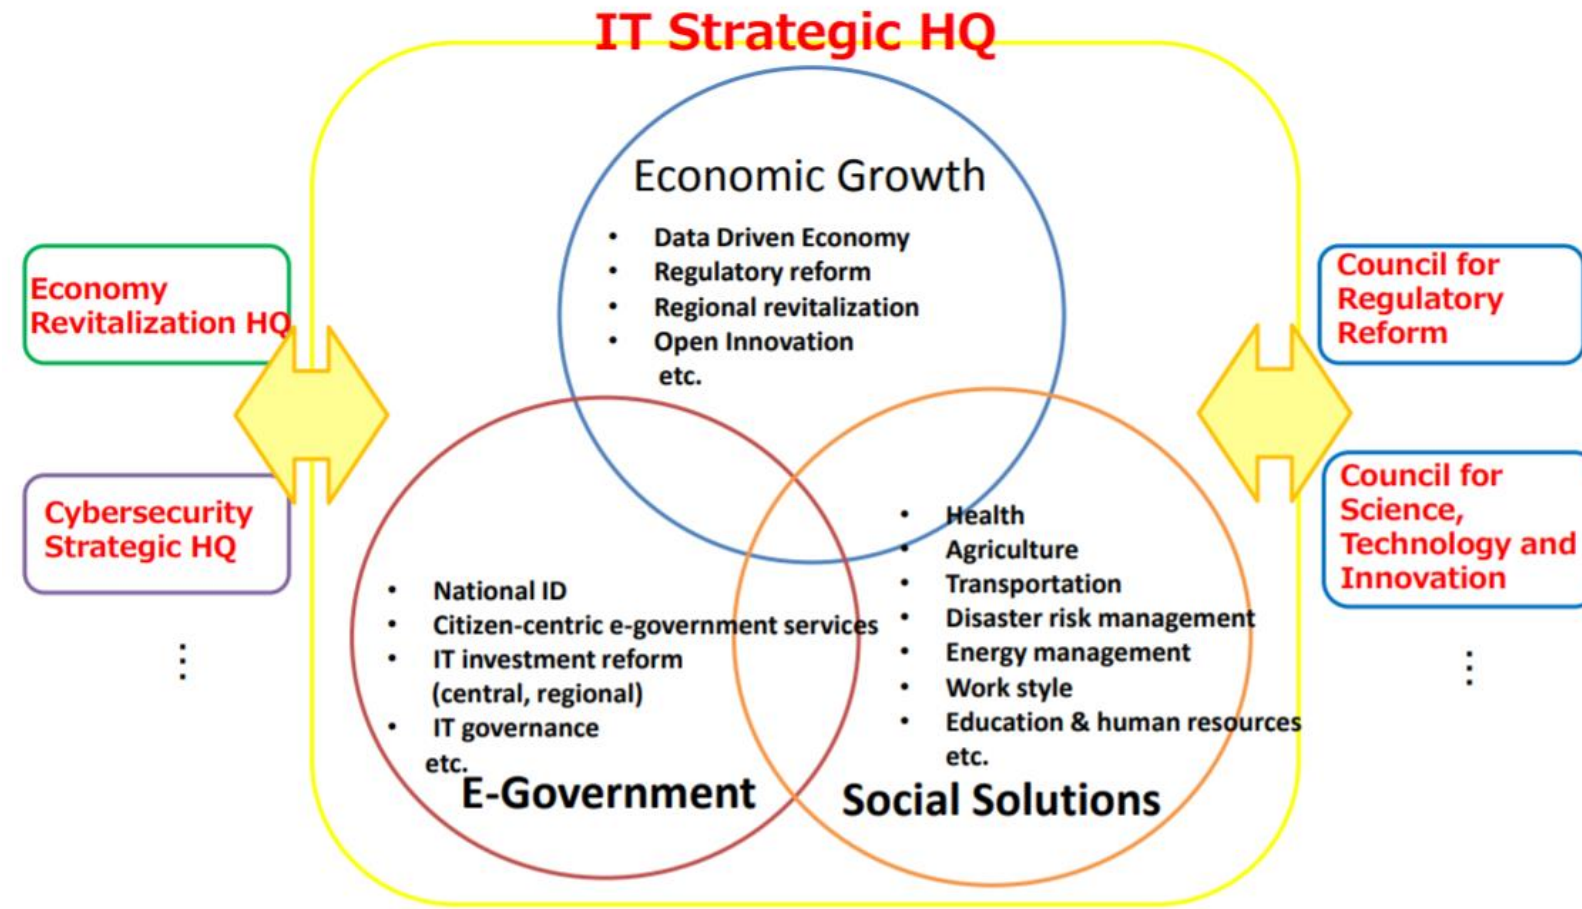 IT Strategic HQ
Economic Growth
• Data Driven Economy
• Regulatory reform
• Regional revitalization
• Open Innovation
etc.
Economy
Revitalization HQ
Cybersecurity
Strategic HQ
⋮
• National ID
• Citizen-centric e-government services
• IT investment reform
(central, regional)
• IT governance
etc.
E-Government
• Health
• Agriculture
• Transportation
• Disaster risk management
• Energy management
• Work style
• Education & human resources
etc.
Social Solutions
Council for
Regulatory
Reform
Council for
Science,
Technology and
Innovation
⋮